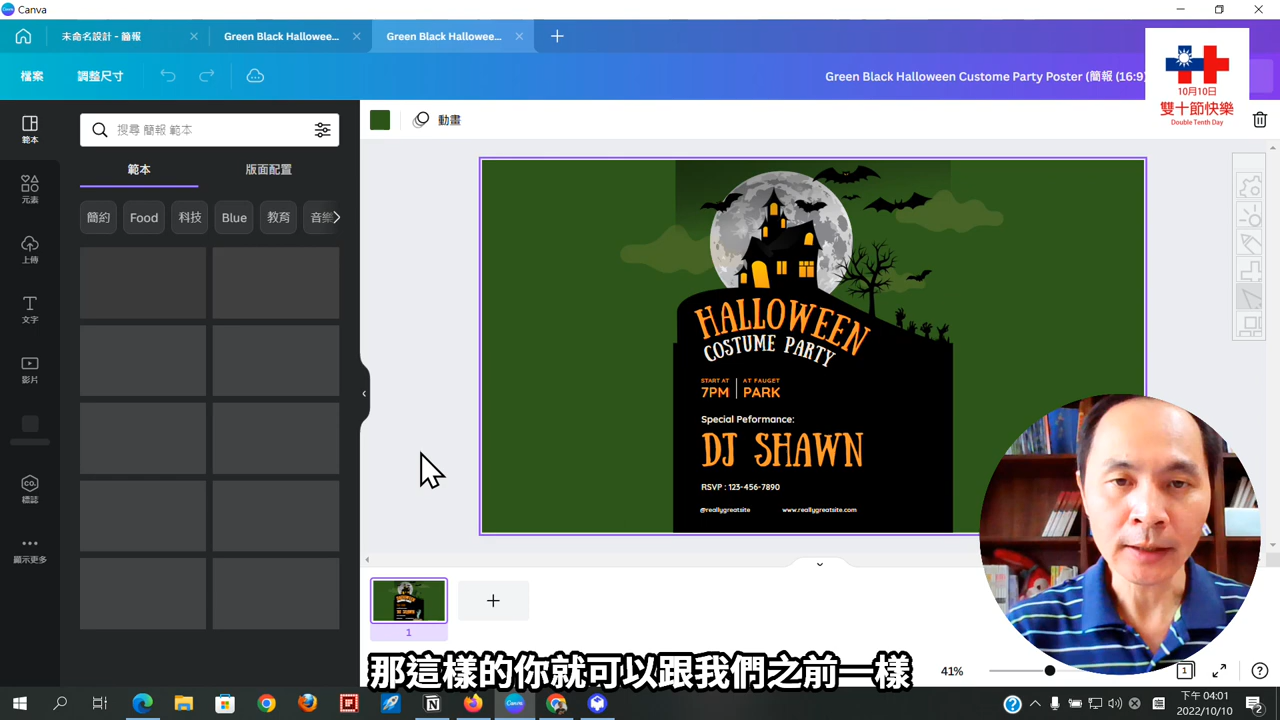 Canva
未命名設計 - 簡報
Green Black Hallowee...
Green Black Hallowee...
檔案
調整尺寸
Green Black Halloween Custome Party Poster (簡報 (16:9)
10月10日
雙十節快樂
Double Tenth Day
範本
元素
上傳
文字
影片
標誌
顯示更多
搜尋 簡報 範本
範本
版面配置
簡約
Food
科技
Blue
教育
音樂
動畫
HALLOWEEN
COSTUME PARTY
START AT
7PM
AT FAUGET
PARK
Special Peformance:
DJ SHAWN
RSVP : 123-456-7890
@reallygreatsite
www.reallygreatsite.com
1
那這樣的你就可以跟我們之前一樣
41%
1
下午 04:01
2022/10/10
2